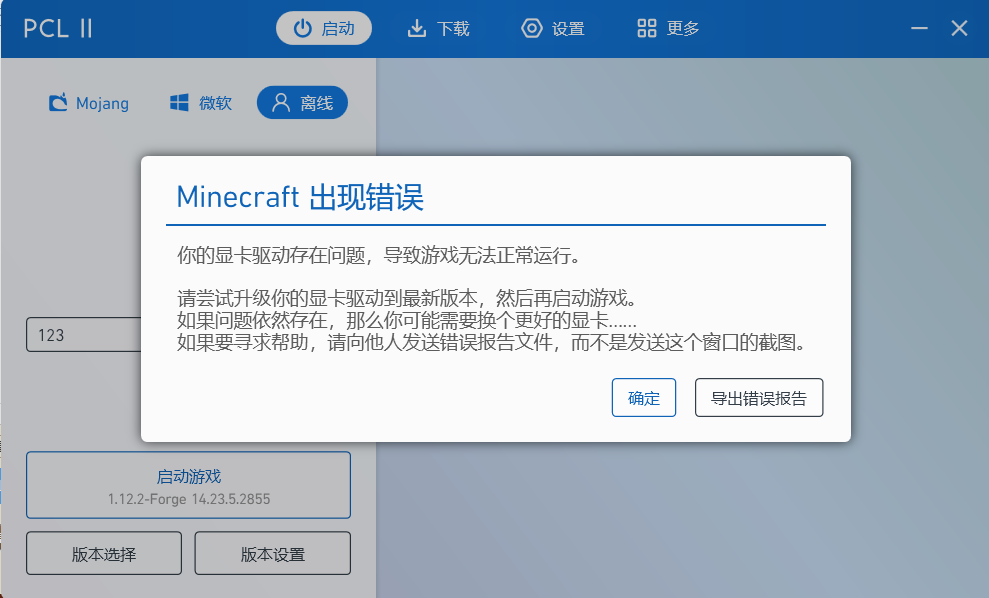 PCL II
启动
下载
设置
更多
Mojang
微软
离线
Minecraft 出现错误
你的显卡驱动存在问题，导致游戏无法正常运行。
请尝试升级你的显卡驱动到最新版本，然后再启动游戏。
如果问题依然存在，那么你可能需要换个更好的显卡……
如果要寻求帮助，请向他人发送错误报告文件，而不是发送这个窗口的截图。
123
确定
导出错误报告
启动游戏
1.12.2-Forge 14.23.5.2855
版本选择
版本设置